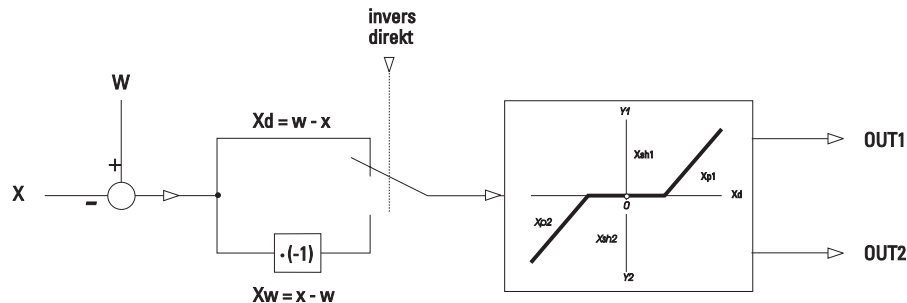 invers
direkt
W
Xd = w - x
+
X
-
·(-1)
Xw = x - w
Y1
Xsh1
Xp1
Xd
0
Xp2
Xsh2
Y2
OUT1
OUT2